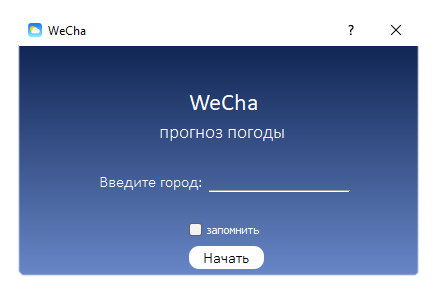 WeCha
?
WeCha
прогноз погоды
Введите город:
запомнить
Начать